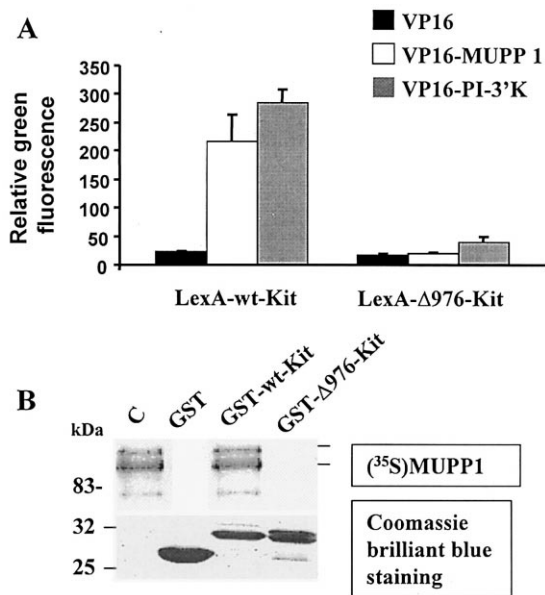 A
VP16
VP16-MUPP 1
VP16-PI-3'K
Relative green
fluorescence
350
300
250
200
150
100
50
0
LexA-wt-Kit
LexA-Δ976-Kit
B
kDa
C
GST
GST-wt-Kit
GST-Δ976-Kit
83-
(³⁵S)MUPP1
32 –
25 –
Coomassie
brilliant blue
staining